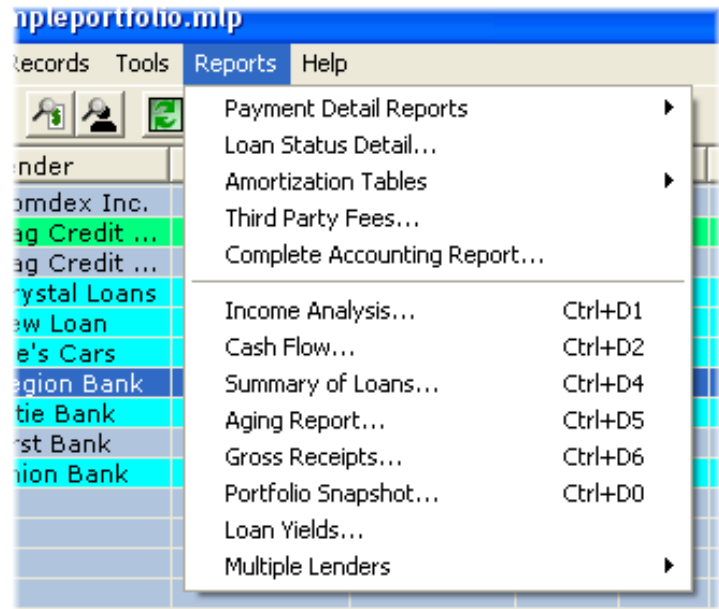 mpleportfolio.mlp
Records Tools Reports Help
ender
omdex Inc.
ag Credit ...
ag Credit ...
rystal Loans
ew Loan
e's Cars
egion Bank
tie Bank
rst Bank
nion Bank
Payment Detail Reports
Loan Status Detail...
Amortization Tables
Third Party Fees...
Complete Accounting Report...
Income Analysis... Ctrl+D1
Cash Flow... Ctrl+D2
Summary of Loans... Ctrl+D4
Aging Report... Ctrl+D5
Gross Receipts... Ctrl+D6
Portfolio Snapshot... Ctrl+D0
Loan Yields...
Multiple Lenders